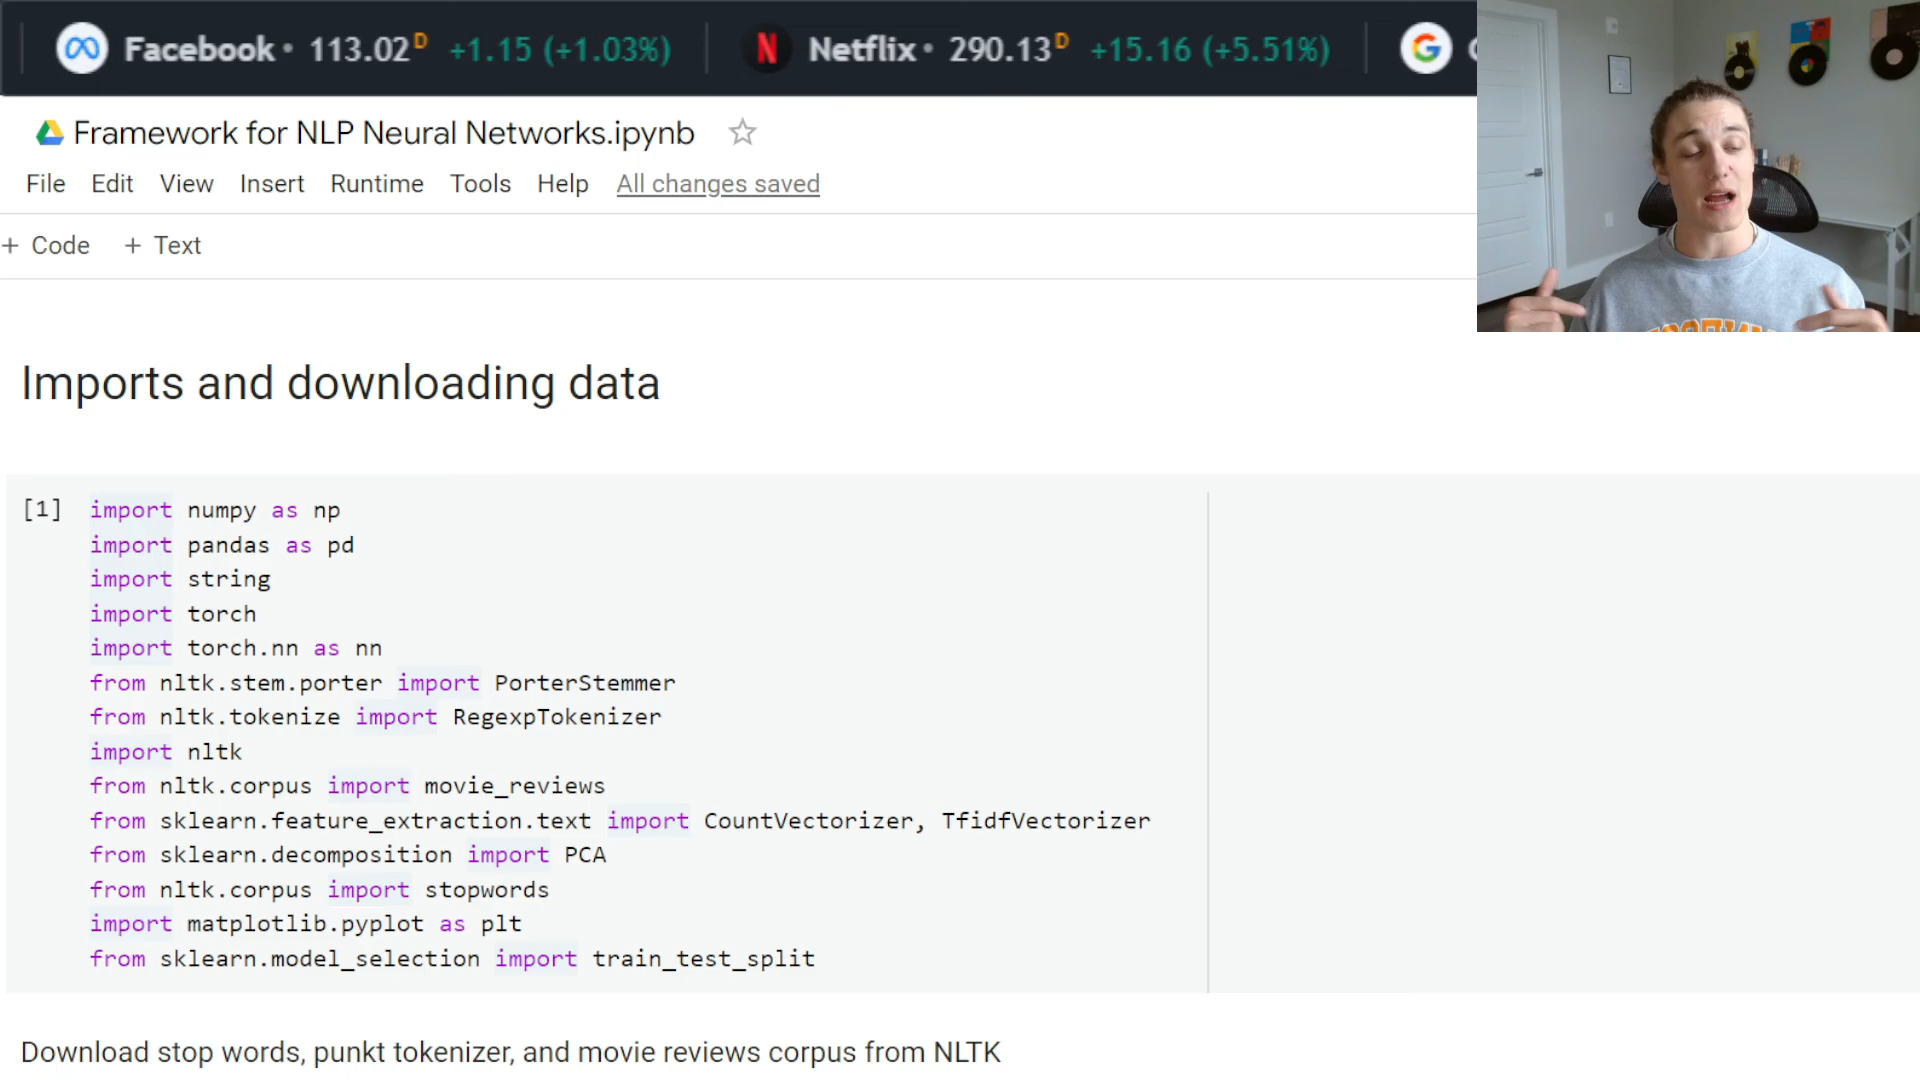 Facebook • 113.02 D +1.15 (+1.03%) Netflix • 290.13 D +15.16 (+5.51%)
Framework for NLP Neural Networks.ipynb
File Edit View Insert Runtime Tools Help All changes saved
+ Code + Text
Imports and downloading data
[1] import numpy as np
import pandas as pd
import string
import torch
import torch.nn as nn
from nltk.stem.porter import PorterStemmer
from nltk.tokenize import RegexpTokenizer
import nltk
from nltk.corpus import movie_reviews
from sklearn.feature_extraction.text import CountVectorizer, TfidfVectorizer
from sklearn.decomposition import PCA
from nltk.corpus import stopwords
import matplotlib.pyplot as plt
from sklearn.model_selection import train_test_split
Download stop words, punkt tokenizer, and movie reviews corpus from NLTK